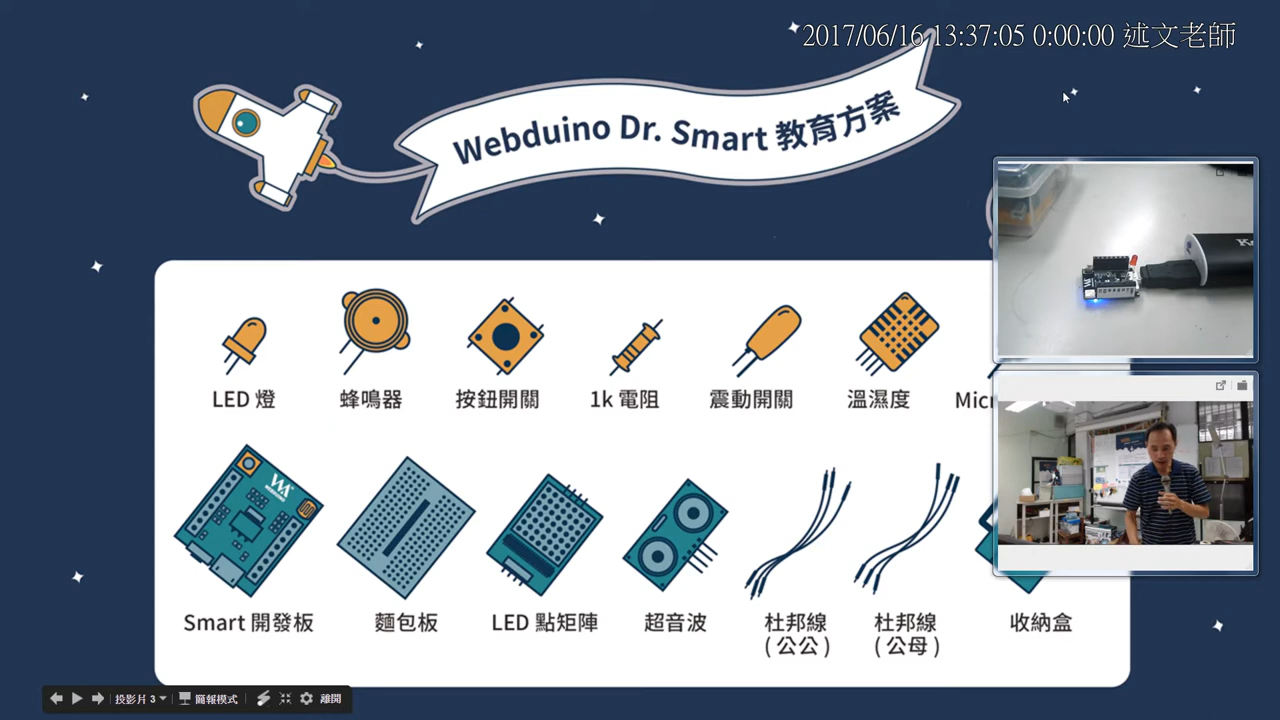 2017/06/16 13:37:05 0:00:00 述文老師
Webduino Dr. Smart 教育方案
LED 燈
蜂鳴器
按鈕開關
1k 電阻
震動開關
溫濕度
Micr
WEBDUINO
Smart 開發板
麵包板
LED 點矩陣
超音波
杜邦線
( 公公 )
杜邦線
( 公母 )
收納盒
投影片 3
簡報模式
離開